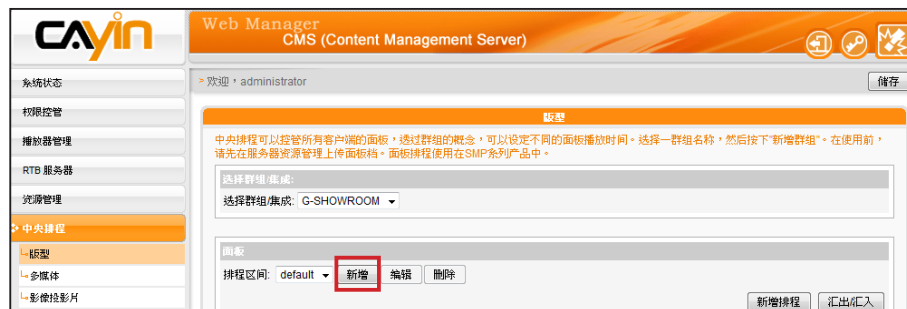 CAYIN
Web Manager
CMS (Content Management Server)
系统状态
权限控管
播放器管理
RTB 服务器
资源管理
中央排程
版型
多媒体
影像投影片
> 欢迎，administrator
储存
版型
中央排程可以控管所有客户端的面板，透过群组的概念，可以设定不同的面板播放时间。选择一群组名称，然后按下"新增群组"。在使用前，
请先在服务器资源管理上传面板档。面板排程使用在SMP系列产品中。
选择群组/集成:
选择群组/集成: G-SHOWROOM
面板
排程区间: default 新增 编辑 删除
新增排程 汇出/汇入